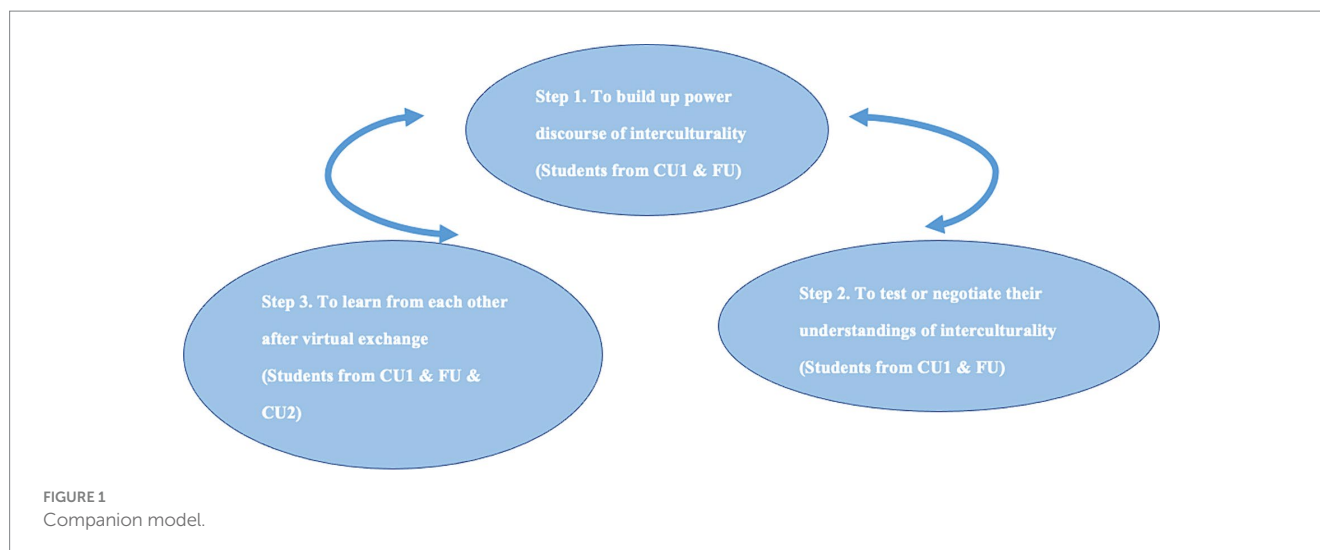 Step 1. To build up power
discourse of interculturality
(Students from CU1 & FU)
Step 3. To learn from each other
after virtual exchange
(Students from CU1 & FU &
CU2)
Step 2. To test or negotiate their
understandings of interculturality
(Students from CU1 & FU)
FIGURE 1
Companion model.